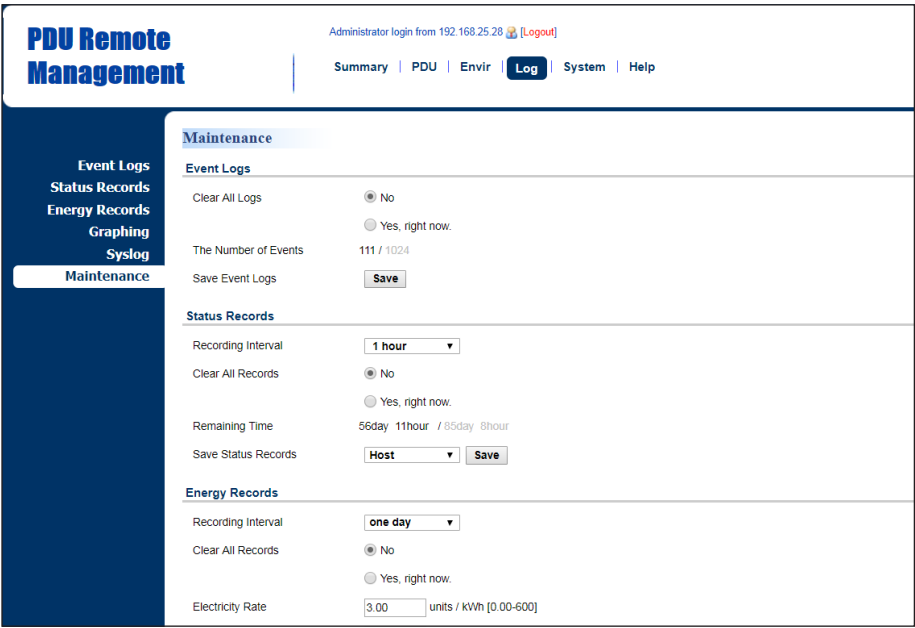 PDU Remote
Management
Administrator login from 192.168.25.28 [Logout]
Summary | PDU | Envir | Log | System | Help
Event Logs
Status Records
Energy Records
Graphing
Syslog
Maintenance
Maintenance
Event Logs
Clear All Logs No
Yes, right now.
The Number of Events 111 / 1024
Save Event Logs Save
Status Records
Recording Interval 1 hour
Clear All Records No
Yes, right now.
Remaining Time 56day 11hour / 85day 8hour
Save Status Records Host Save
Energy Records
Recording Interval one day
Clear All Records No
Yes, right now.
Electricity Rate 3.00 units / kWh [0.00-600]